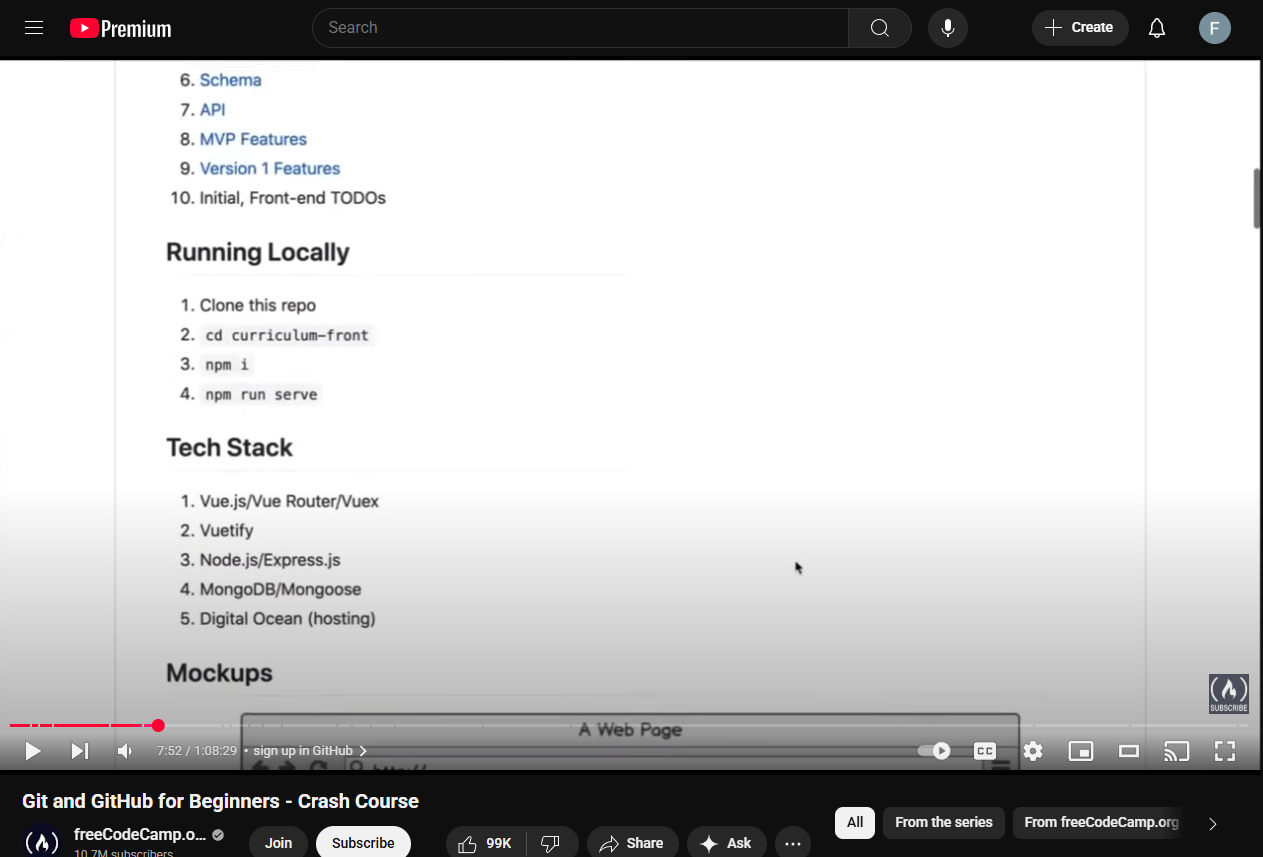 Premium
Search
Create
F
6. Schema
7. API
8. MVP Features
9. Version 1 Features
10. Initial, Front-end TODOs
Running Locally
1. Clone this repo
2. cd curriculum-front
3. npm i
4. npm run serve
Tech Stack
1. Vue.js/Vue Router/Vuex
2. Vuetify
3. Node.js/Express.js
4. MongoDB/Mongoose
5. Digital Ocean (hosting)
Mockups
SUBSCRIBE
A Web Page
http://
7:52 / 1:08:29 • sign up in GitHub
CC
Git and GitHub for Beginners - Crash Course
freeCodeCamp.o...
10.7M subscribers
Join
Subscribe
99K
Share
Ask
All
From the series
From freeCodeCamp.org